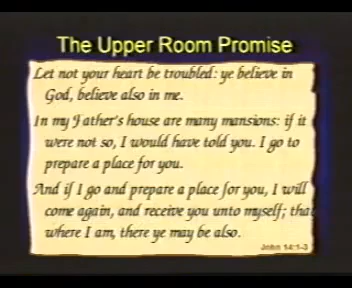 The Upper Room Promise
Let not your heart be troubled: ye believe in
God, believe also in me.
In my Father's house are many mansions: if it
were not so, I would have told you. I go to
prepare a place for you.
And if I go and prepare a place for you, I will
come again, and receive you unto myself; tha
where I am, there ye may be also.
John 14:1-3